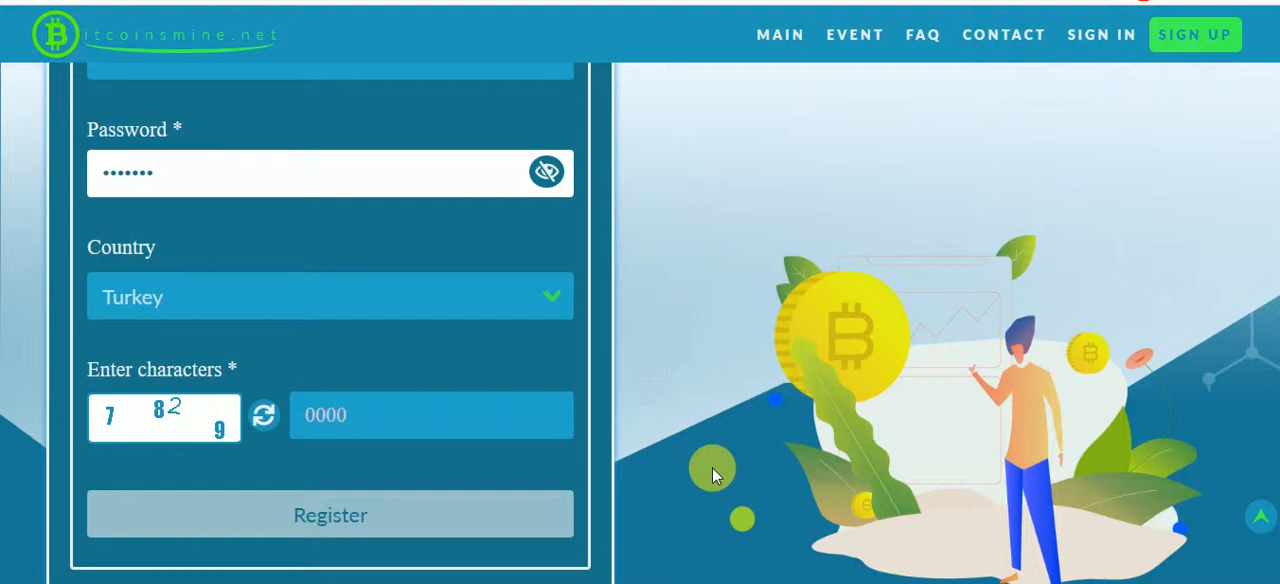 Bitcoinsmine.net
MAIN EVENT FAQ CONTACT SIGN IN SIGN UP
Password *
•••••••
Country
Turkey
Enter characters *
7 82 9
0000
Register